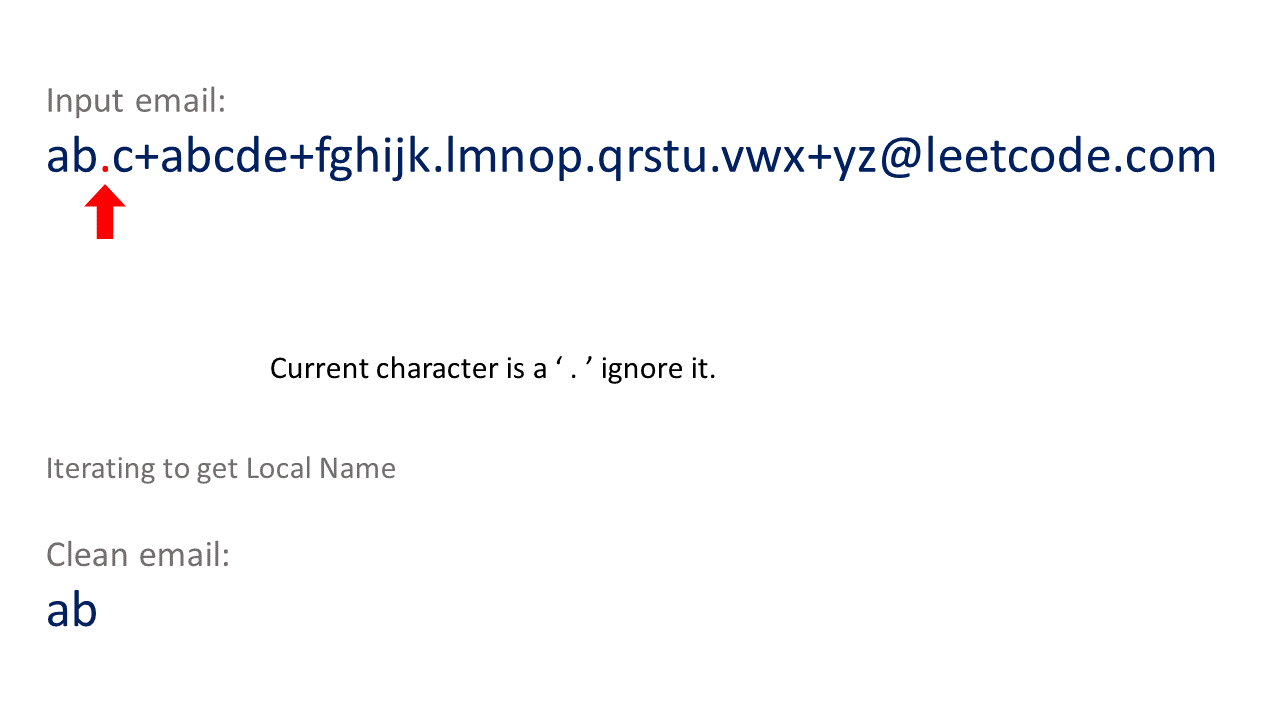 Input email:
ab.c+abcde+fghijk.lmnop.qrstu.vwx+yz@leetcode.com
Current character is a ‘ . ’ ignore it.
Iterating to get Local Name
Clean email:
ab